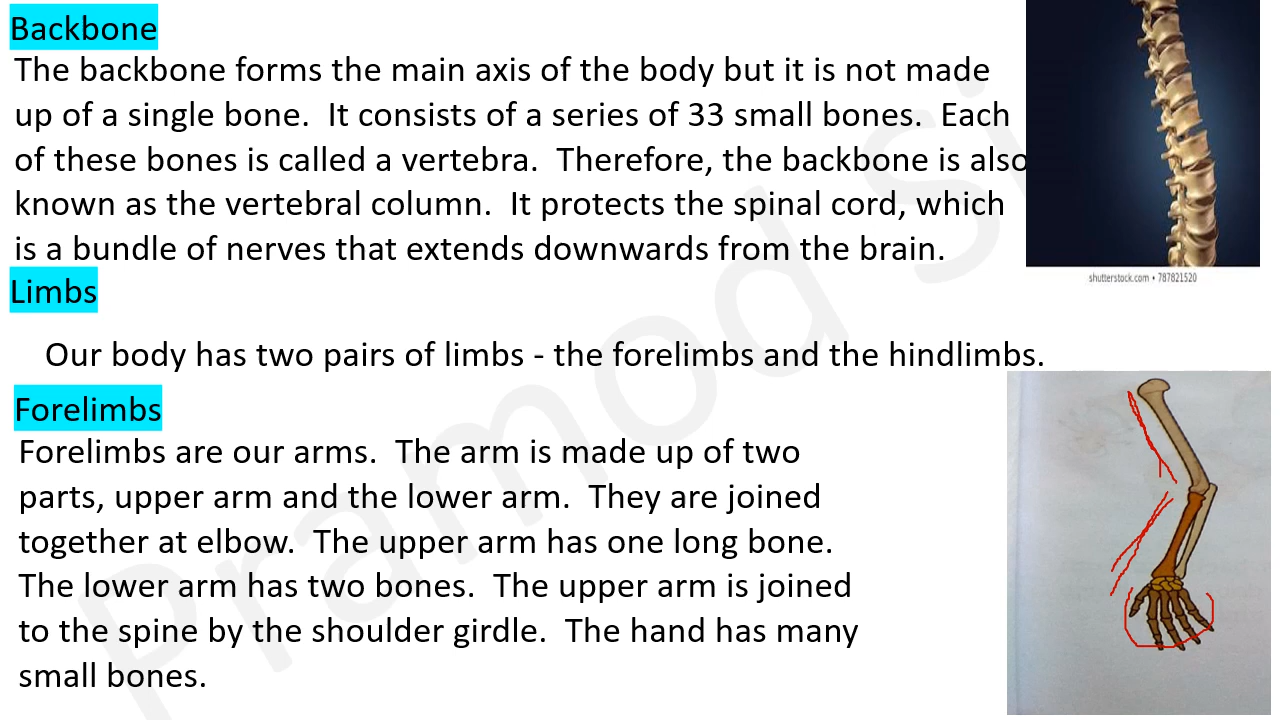 Backbone
The backbone forms the main axis of the body but it is not made
up of a single bone.  It consists of a series of 33 small bones.  Each
of these bones is called a vertebra.  Therefore, the backbone is also
known as the vertebral column.  It protects the spinal cord, which
is a bundle of nerves that extends downwards from the brain.
shutterstock.com • 787821520
Limbs
Our body has two pairs of limbs - the forelimbs and the hindlimbs.
Forelimbs
Forelimbs are our arms.  The arm is made up of two
parts, upper arm and the lower arm.  They are joined
together at elbow.  The upper arm has one long bone.
The lower arm has two bones.  The upper arm is joined
to the spine by the shoulder girdle.  The hand has many
small bones.
Pramod si